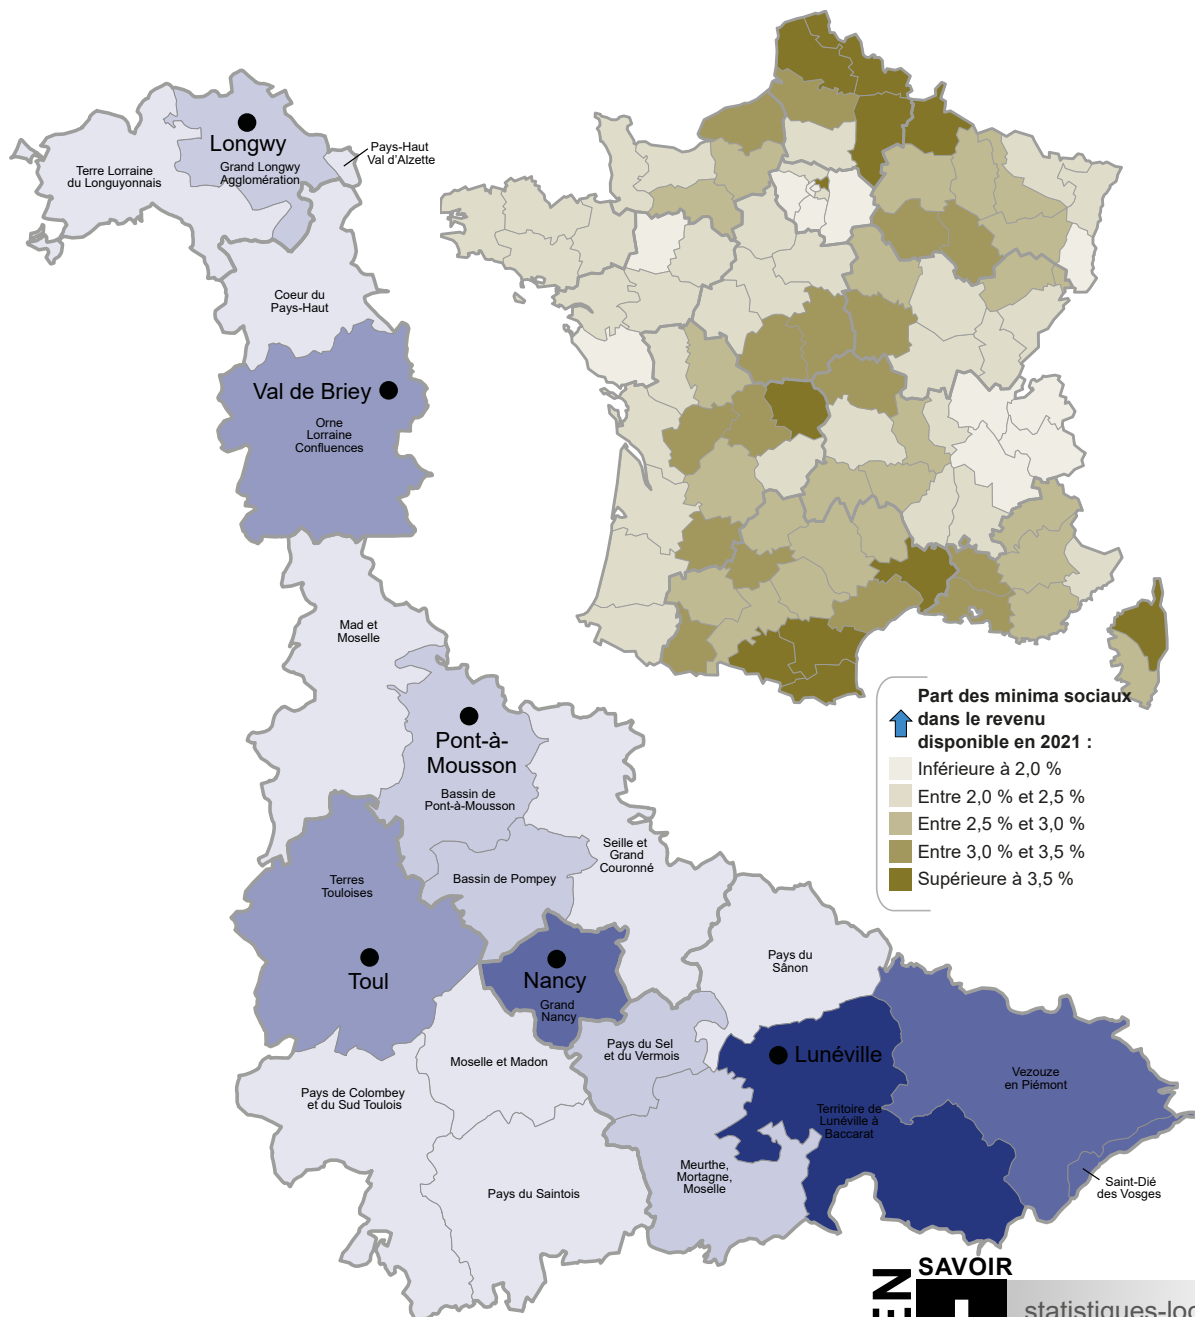 Longwy
Grand Longwy
Agglomération
Pays-Haut
Val d'Alzette
Terre Lorraine
du Longuyonnais
Coeur du
Pays-Haut
Val de Briey
Orne
Lorraine
Confluences
Mad et
Moselle
Pont-à-
Mousson
Bassin de
Pont-à-Mousson
Seille et
Grand
Couronné
Bassin de Pompey
Terres
Touloises
Toul
Nancy
Grand
Nancy
Pays du
Sânon
Pays du Sel
et du Vermois
Moselle et Madon
Lunéville
Territoire de
Lunéville à
Baccarat
Vezouze
en Piémont
Pays de Colombey
et du Sud Toulois
Meurthe,
Mortagne,
Moselle
Pays du Saintois
Saint-Dié
des Vosges
Part des minima sociaux
dans le revenu
disponible en 2021 :
Inférieure à 2,0 %
Entre 2,0 % et 2,5 %
Entre 2,5 % et 3,0 %
Entre 3,0 % et 3,5 %
Supérieure à 3,5 %
EN
SAVOIR
statistiques-loc